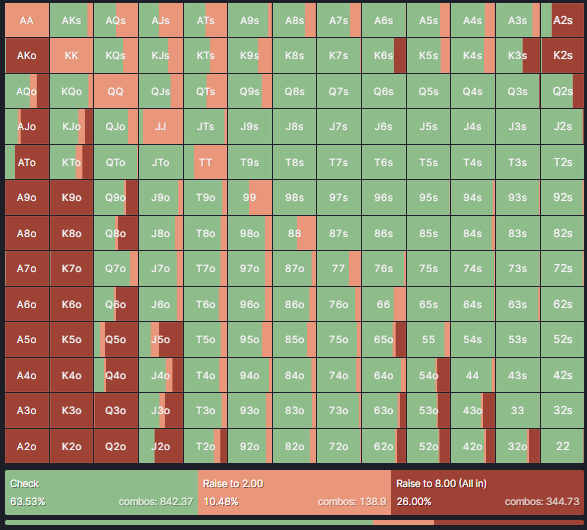 AA AKs AQs AJs ATs A9s A8s A7s A6s A5s A4s A3s A2s
AKo KK KQs KJs KTs K9s K8s K7s K6s K5s K4s K3s K2s
AQo KQo QQ QJs QTs Q9s Q8s Q7s Q6s Q5s Q4s Q3s Q2s
AJo KJo QJo JJ JTs J9s J8s J7s J6s J5s J4s J3s J2s
ATo KTo QTo JTo TT T9s T8s T7s T6s T5s T4s T3s T2s
A9o K9o Q9o J9o T9o 99 98s 97s 96s 95s 94s 93s 92s
A8o K8o Q8o J8o T8o 98o 88 87s 86s 85s 84s 83s 82s
A7o K7o Q7o J7o T7o 97o 87o 77 76s 75s 74s 73s 72s
A6o K6o Q6o J6o T6o 96o 86o 76o 66 65s 64s 63s 62s
A5o K5o Q5o J5o T5o 95o 85o 75o 65o 55 54s 53s 52s
A4o K4o Q4o J4o T4o 94o 84o 74o 64o 54o 44 43s 42s
A3o K3o Q3o J3o T3o 93o 83o 73o 63o 53o 43o 33 32s
A2o K2o Q2o J2o T2o 92o 82o 72o 62o 52o 42o 32o 22
Check Raise to 2.00 Raise to 8.00 (All in)
63.53% combos: 842.37 10.48% combos: 138.9 26.00% combos: 344.73